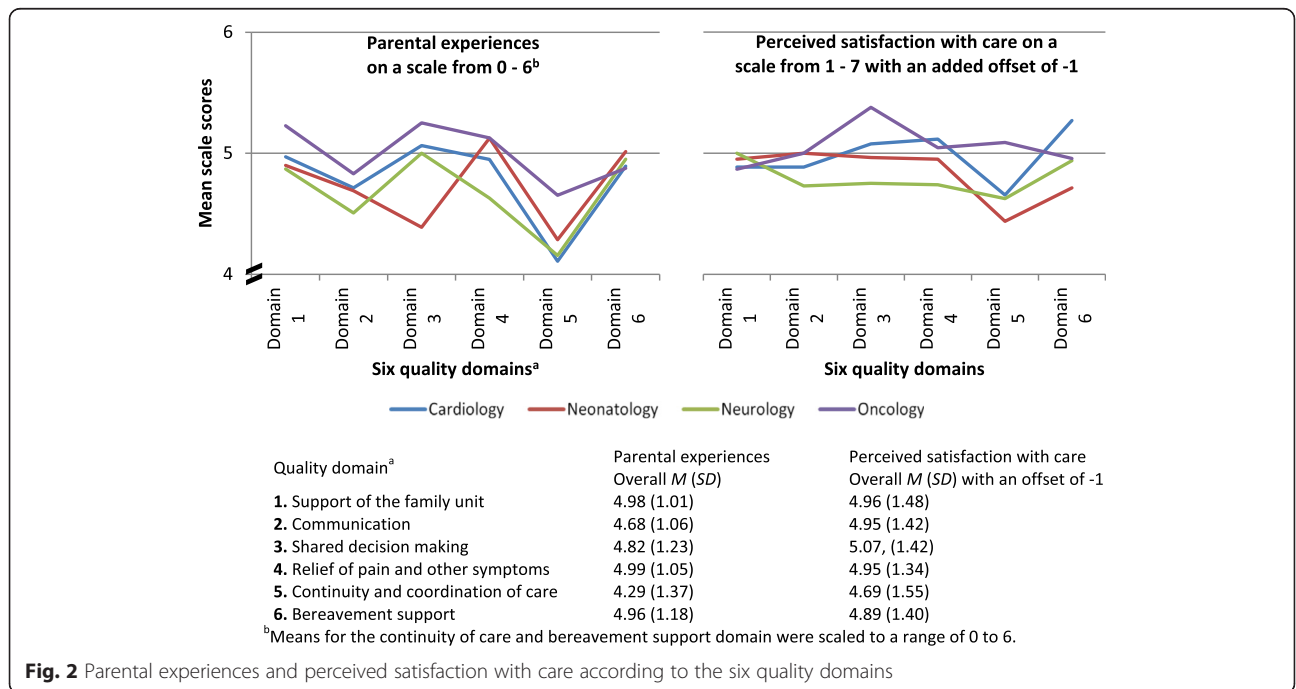 Parental experiences
on a scale from 0 - 6b
Perceived satisfaction with care on a
scale from 1 - 7 with an added offset of -1
Mean scale scores
6
5
4
Domain 1
Domain 2
Domain 3
Domain 4
Domain 5
Domain 6
Domain 1
Domain 2
Domain 3
Domain 4
Domain 5
Domain 6
Six quality domainsa
Six quality domains
Cardiology Neonatology Neurology Oncology
Quality domaina
Parental experiences
Overall M (SD)
Perceived satisfaction with care
Overall M (SD) with an offset of -1
1. Support of the family unit 4.98 (1.01) 4.96 (1.48)
2. Communication 4.68 (1.06) 4.95 (1.42)
3. Shared decision making 4.82 (1.23) 5.07, (1.42)
4. Relief of pain and other symptoms 4.99 (1.05) 4.95 (1.34)
5. Continuity and coordination of care 4.29 (1.37) 4.69 (1.55)
6. Bereavement support 4.96 (1.18) 4.89 (1.40)
bMeans for the continuity of care and bereavement support domain were scaled to a range of 0 to 6.
Fig. 2 Parental experiences and perceived satisfaction with care according to the six quality domains